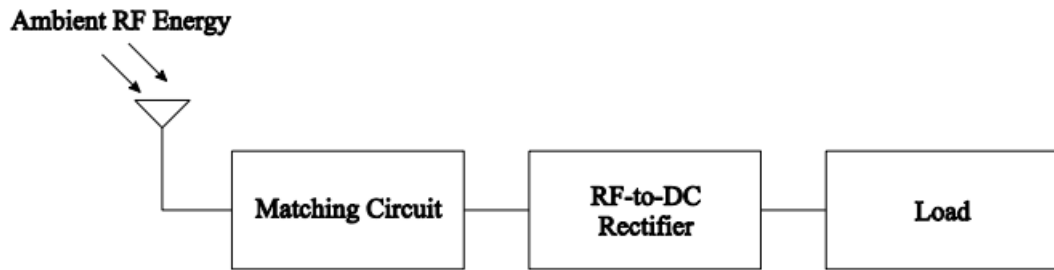 Ambient RF Energy
Matching Circuit
RF-to-DC
Rectifier
Load